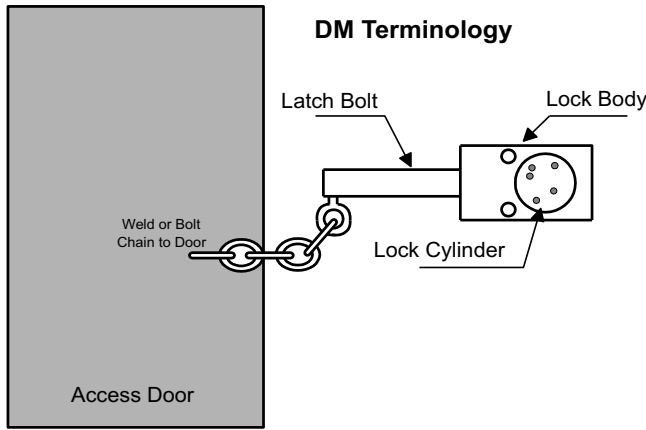 DM Terminology
Latch Bolt
Lock Body
Weld or Bolt
Chain to Door
Lock Cylinder
Access Door